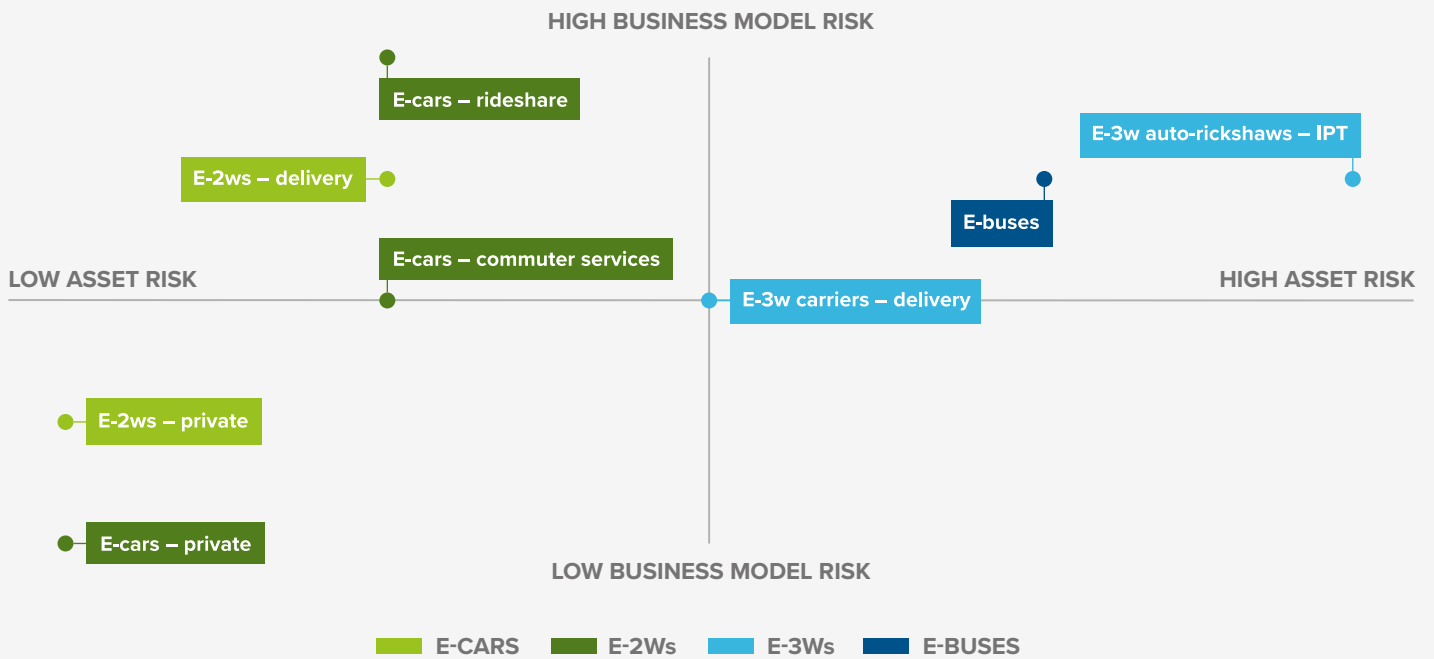 HIGH BUSINESS MODEL RISK
E-cars – rideshare
E-3w auto-rickshaws – IPT
E-2ws – delivery
E-buses
E-cars – commuter services
LOW ASSET RISK
HIGH ASSET RISK
E-3w carriers – delivery
E-2ws – private
E-cars – private
LOW BUSINESS MODEL RISK
E-CARS E-2Ws E-3Ws E-BUSES